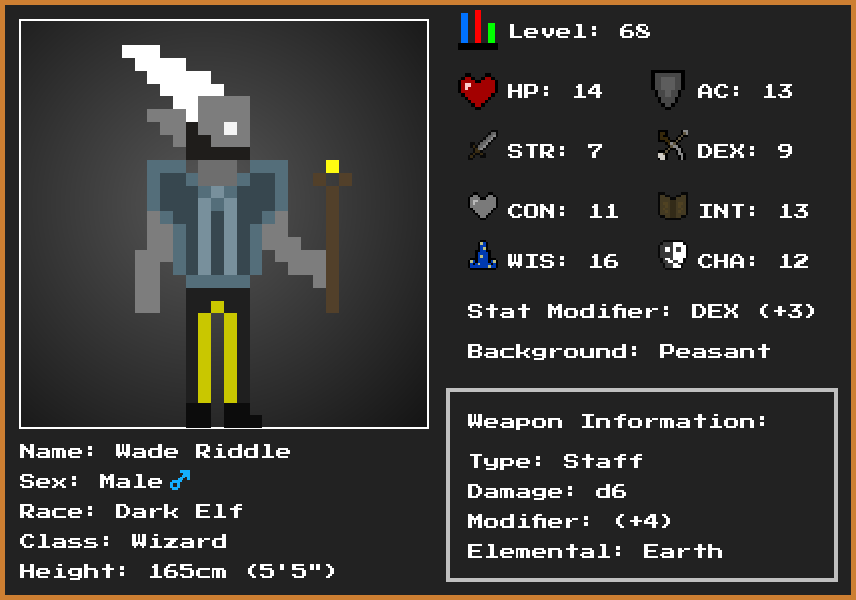 Level: 68
HP: 14
AC: 13
STR: 7
DEX: 9
CON: 11
INT: 13
WIS: 16
CHA: 12
Stat Modifier: DEX (+3)
Background: Peasant
Weapon Information:
Type: Staff
Damage: d6
Modifier: (+4)
Elemental: Earth
Name: Wade Riddle
Sex: Male♂
Race: Dark Elf
Class: Wizard
Height: 165cm (5'5")